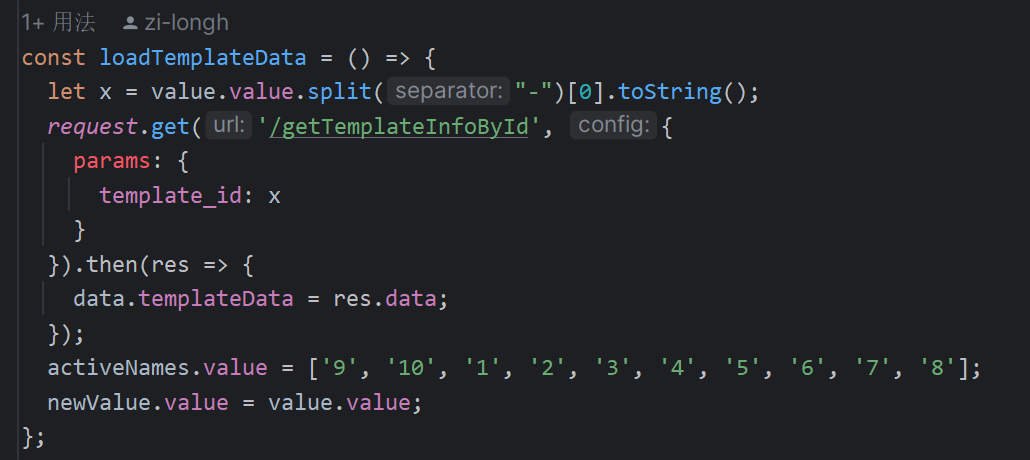 1+ 用法 zi-longh
const loadTemplateData = () => {
let x = value.value.split( separator: "-")[0].toString();
request.get( url: '/getTemplateInfoById', config: {
params: {
template_id: x
}
}).then(res => {
data.templateData = res.data;
});
activeNames.value = ['9', '10', '1', '2', '3', '4', '5', '6', '7', '8'];
newValue.value = value.value;
};